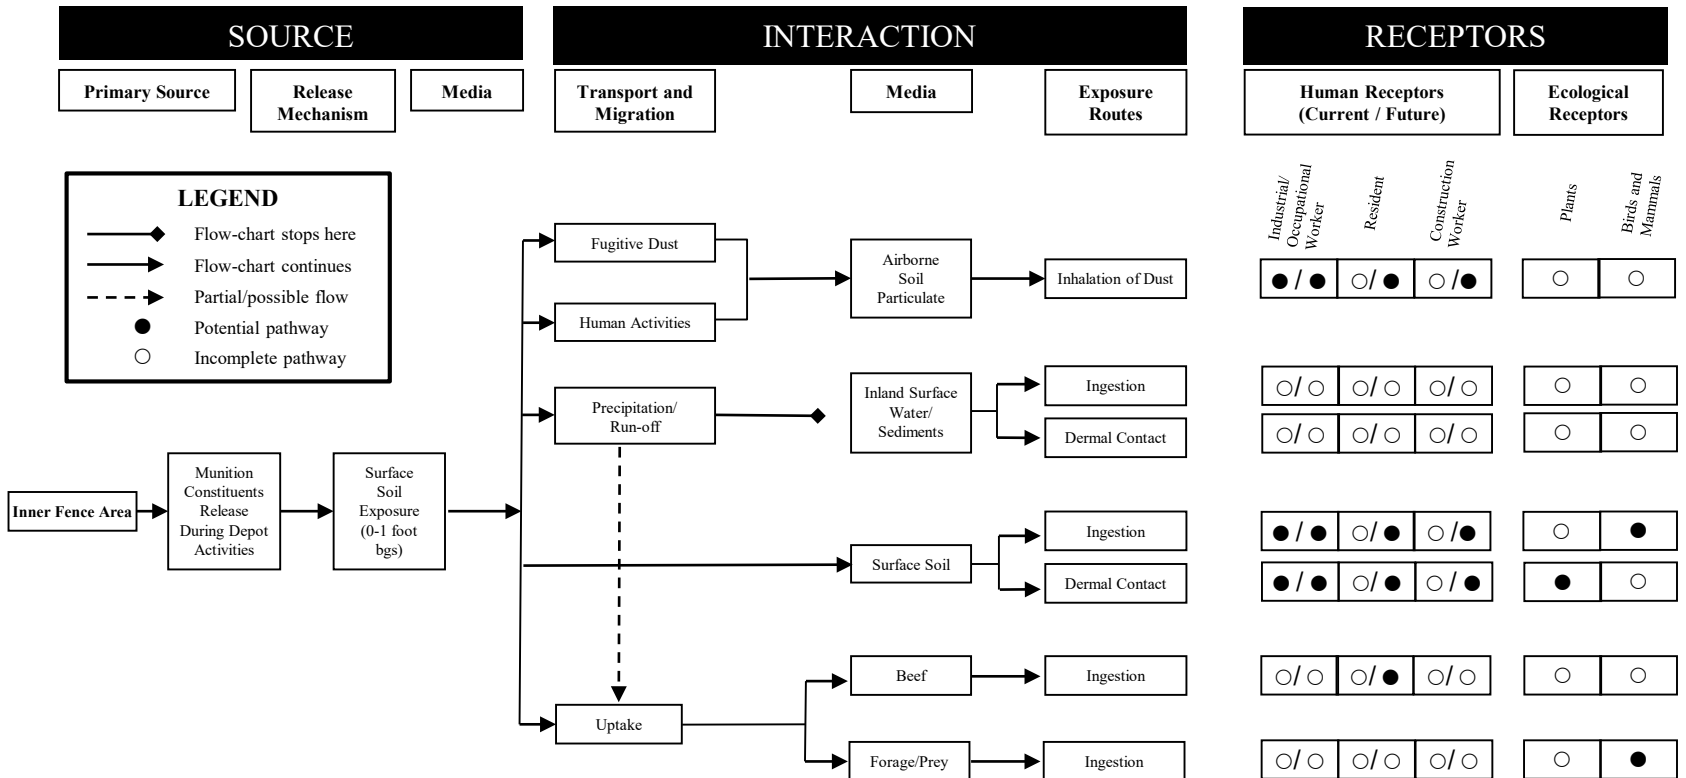 SOURCE
INTERACTION
RECEPTORS
Primary Source
Release
Mechanism
Media
Transport and
Migration
Media
Exposure
Routes
Human Receptors
(Current / Future)
Ecological
Receptors
LEGEND
Flow-chart stops here
Flow-chart continues
Partial/possible flow
Potential pathway
Incomplete pathway
Industrial/
Occupational
Worker
Resident
Construction
Worker
Plants
Birds and
Mammals
Fugitive Dust
Human Activities
Airborne
Soil
Particulate
Inhalation of Dust
● / ● ○/ ● ○ /● ○ ○
Precipitation/
Run-off
Inland Surface
Water/
Sediments
Ingestion
○/ ○ ○/ ○ ○/ ○ ○ ○
Dermal Contact
○/ ○ ○/ ○ ○/ ○ ○ ○
Inner Fence Area
Munition
Constituents
Release
During Depot
Activities
Surface
Soil
Exposure
(0-1 foot
bgs)
Surface Soil
Ingestion
● / ● ○/ ● ○ /● ○ ●
Dermal Contact
● / ● ○/ ● ○ / ● ● ○
Uptake
Beef
Ingestion
○/ ○ ○/ ● ○/ ○ ○ ○
Forage/Prey
Ingestion
○/ ○ ○/ ○ ○/ ○ ○ ●